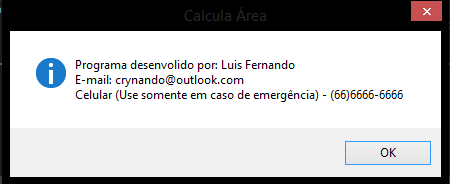 Calcula Área
Programa desenvolido por: Luis Fernando
E-mail: crynando@outlook.com
Celular (Use somente em caso de emergência) - (66)6666-6666
OK